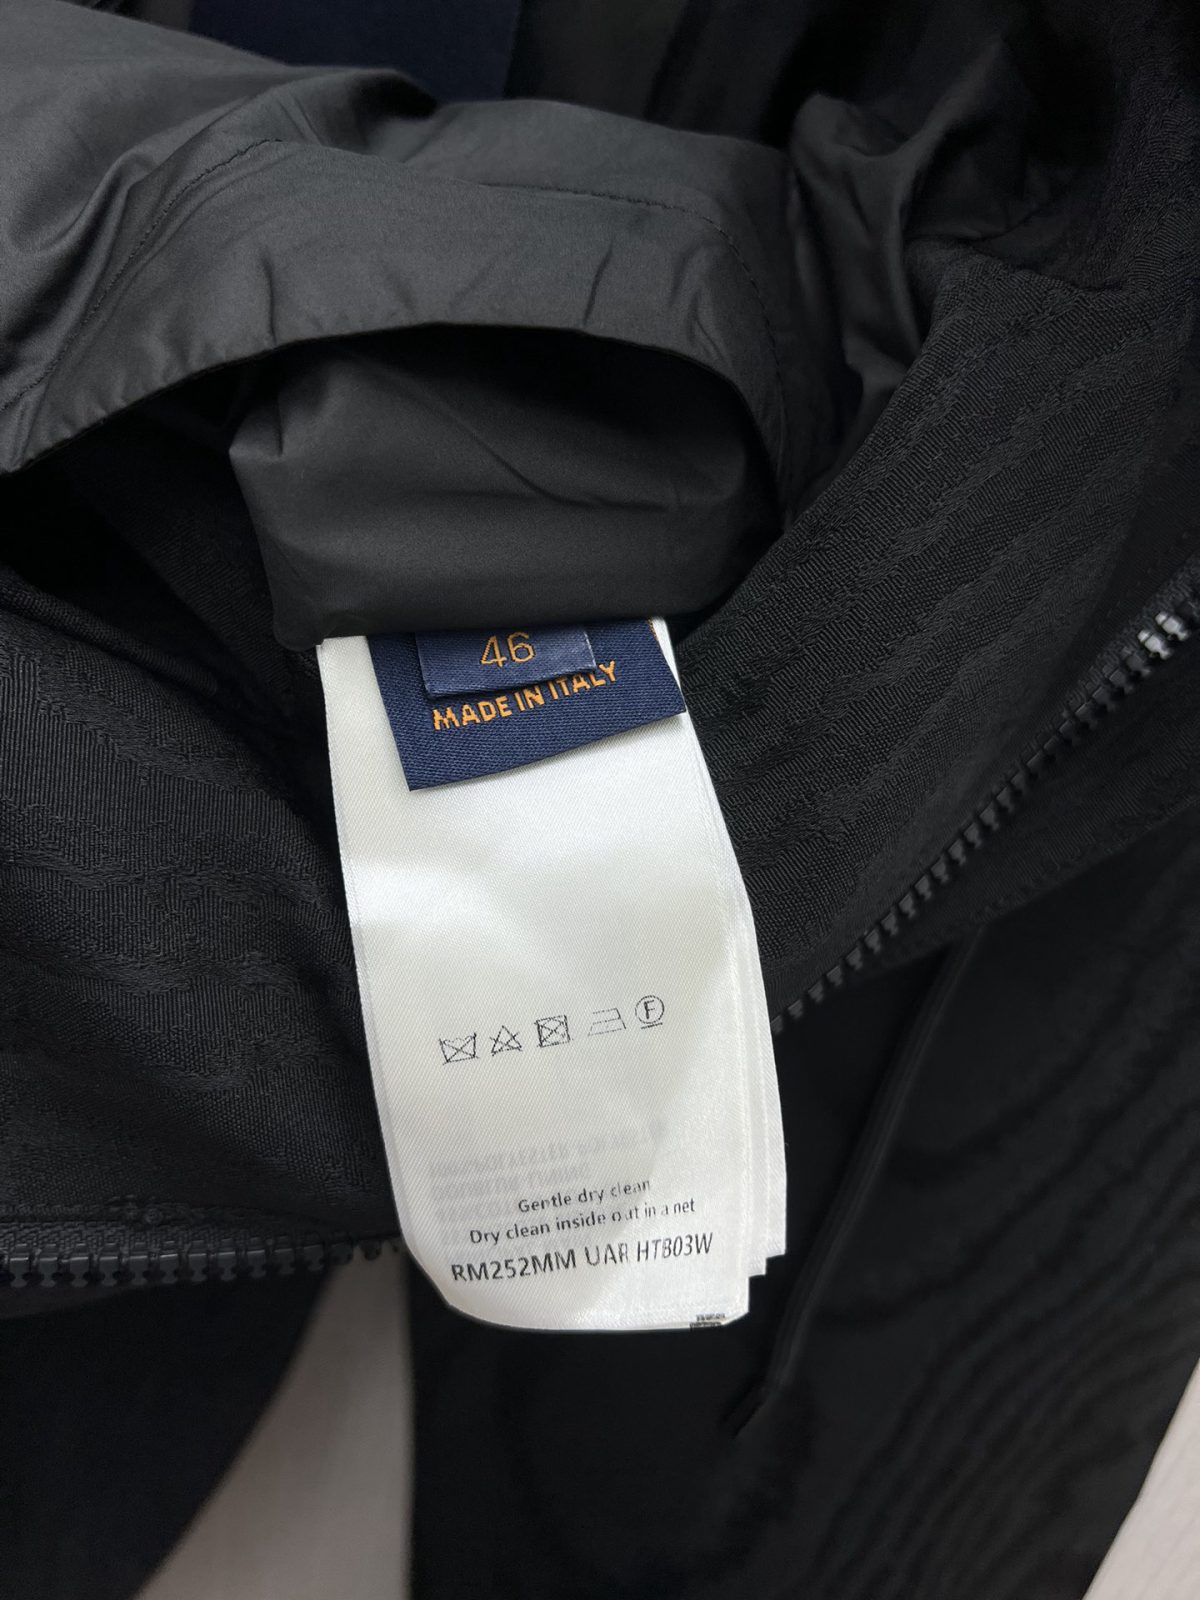 46
MADE IN ITALY
F
Gentle dry clean
Dry clean inside out in a net
RM252MM UAR HTB03W